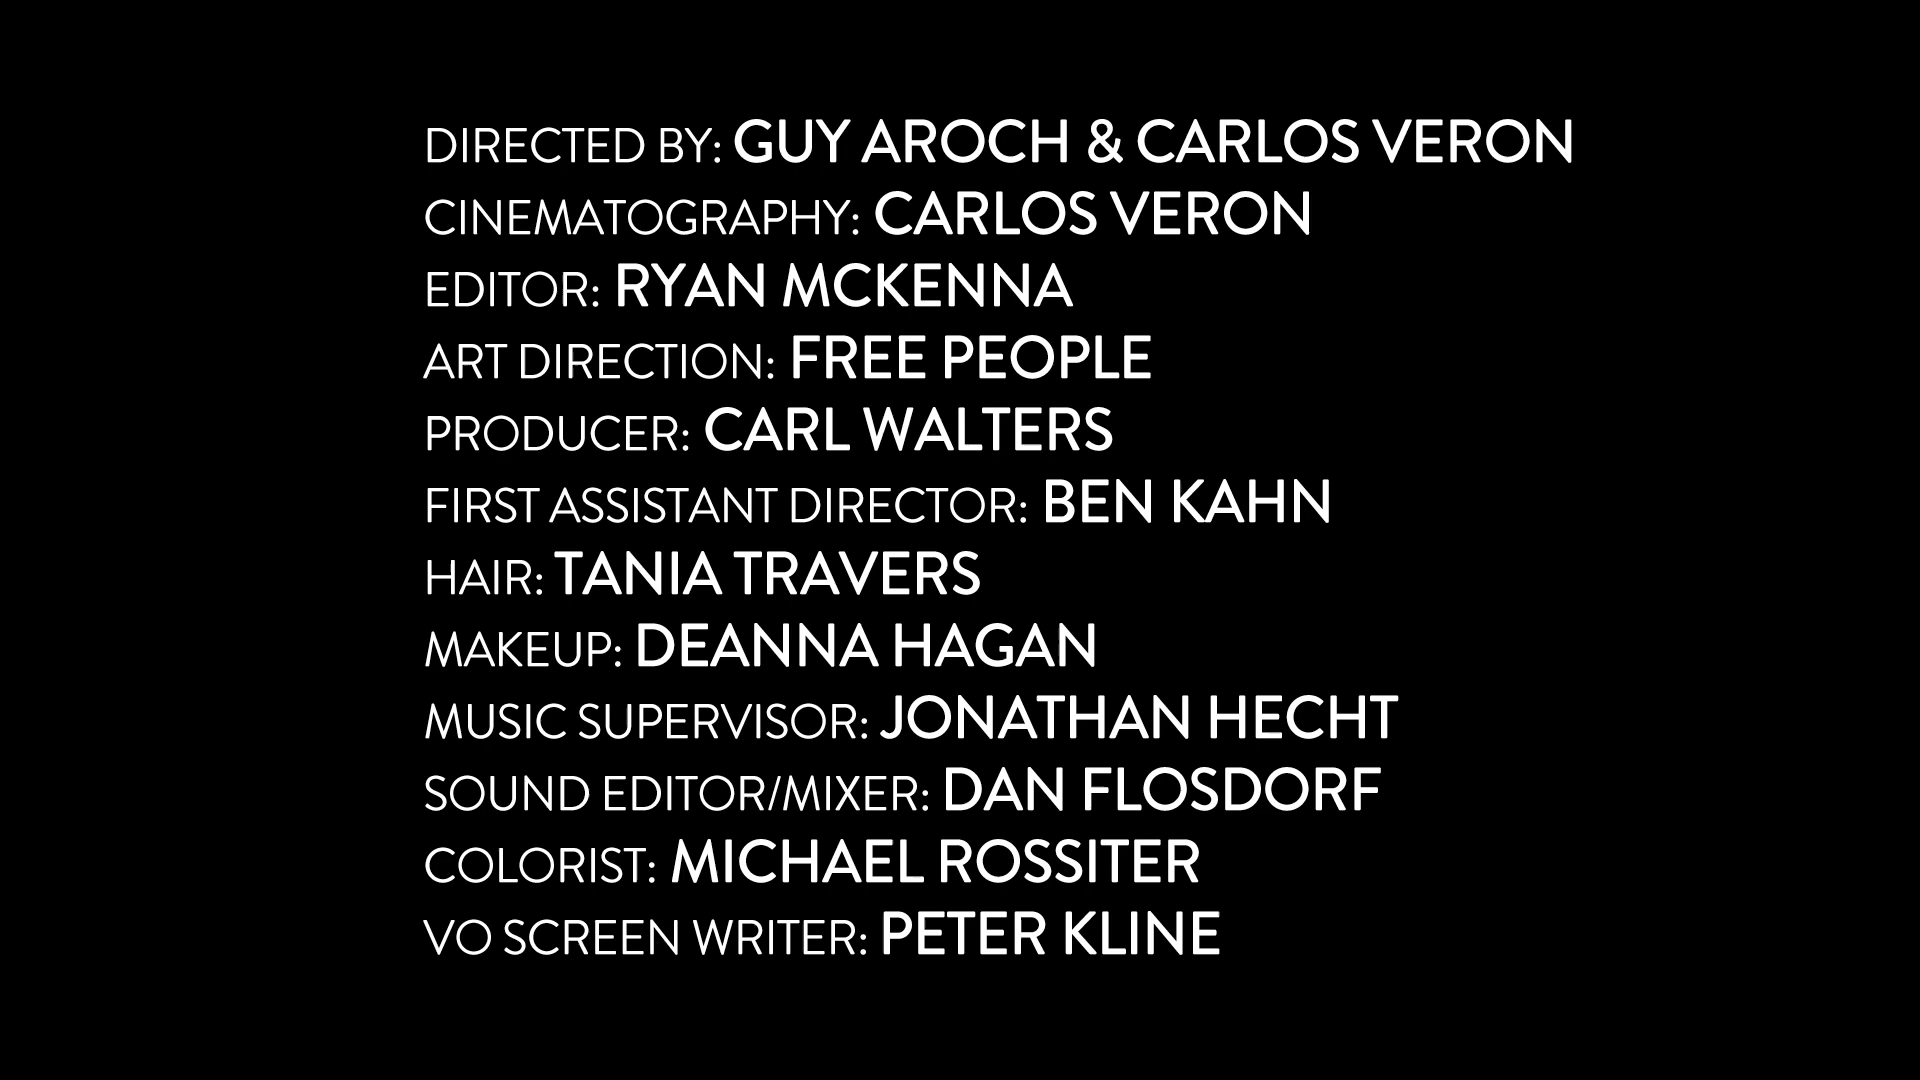 DIRECTED BY: GUY AROCH & CARLOS VERON
CINEMATOGRAPHY: CARLOS VERON
EDITOR: RYAN MCKENNA
ART DIRECTION: FREE PEOPLE
PRODUCER: CARL WALTERS
FIRST ASSISTANT DIRECTOR: BEN KAHN
HAIR: TANIA TRAVERS
MAKEUP: DEANNA HAGAN
MUSIC SUPERVISOR: JONATHAN HECHT
SOUND EDITOR/MIXER: DAN FLOSDORF
COLORIST: MICHAEL ROSSITER
VO SCREEN WRITER: PETER KLINE